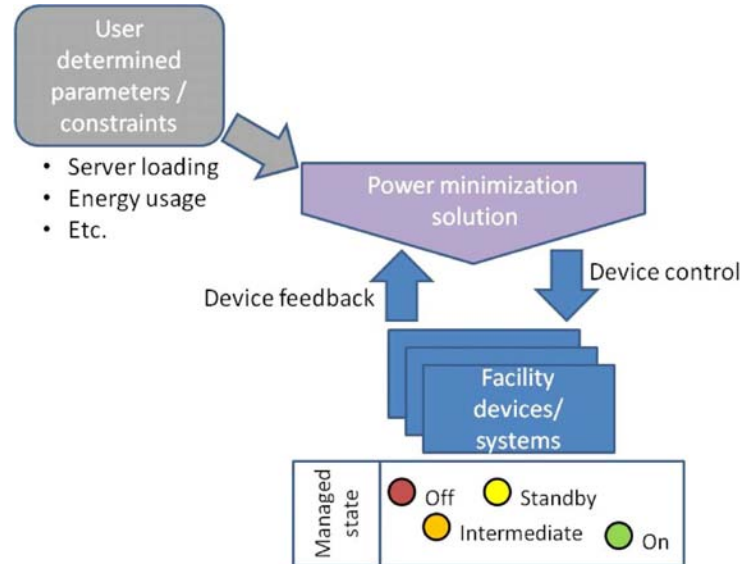 User
determined
parameters /
constraints
• Server loading
• Energy usage
• Etc.
Power minimization
solution
Device feedback
Device control
Facility
devices/
systems
Managed
state
Off
Standby
Intermediate
On